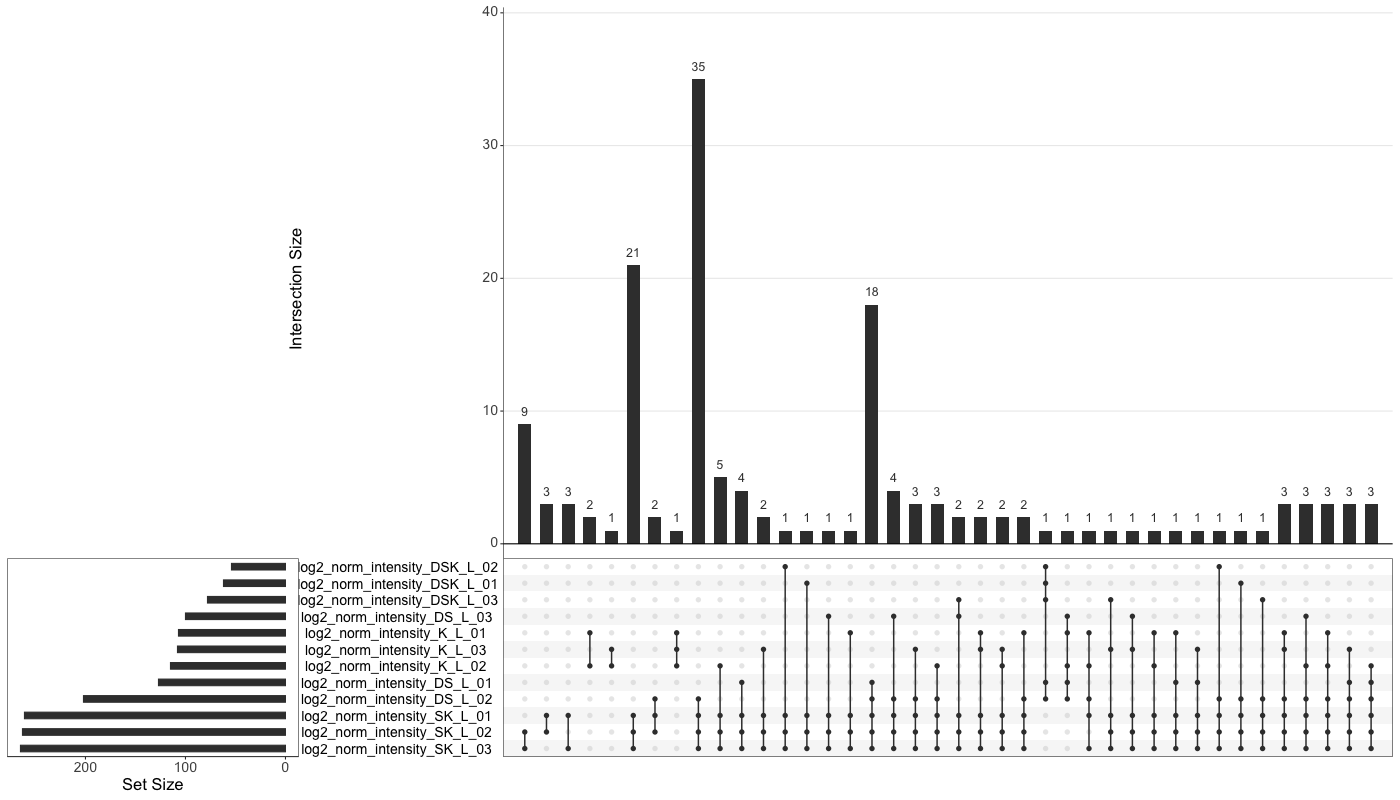 40
35
30
21
20
18
10
9
3 3 2 1 2 1 5 4 2 1 1 1 1 4 3 3 2 2 2 2 1 1 1 1 1 1 1 1 1 1 1 3 3 3 3 3
0
Intersection Size
log2_norm_intensity_DSK_L_02
log2_norm_intensity_DSK_L_01
log2_norm_intensity_DSK_L_03
log2_norm_intensity_DS_L_03
log2_norm_intensity_K_L_01
log2_norm_intensity_K_L_03
log2_norm_intensity_K_L_02
log2_norm_intensity_DS_L_01
log2_norm_intensity_DS_L_02
log2_norm_intensity_SK_L_01
log2_norm_intensity_SK_L_02
log2_norm_intensity_SK_L_03
200 100 0
Set Size